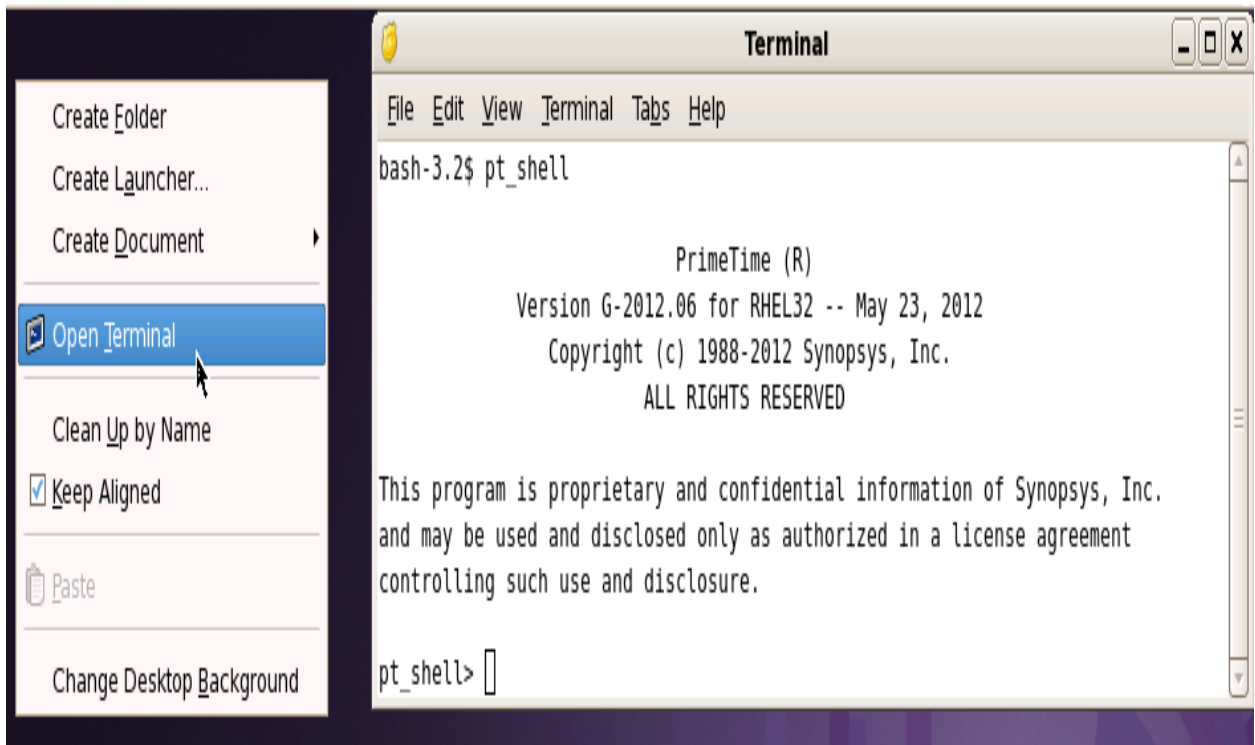 Create Folder
Create Launcher...
Create Document
Open Terminal
Clean Up by Name
Keep Aligned
Paste
Change Desktop Background
Terminal
File Edit View Terminal Tabs Help
bash-3.2$ pt_shell
PrimeTime (R)
Version G-2012.06 for RHEL32 -- May 23, 2012
Copyright (c) 1988-2012 Synopsys, Inc.
ALL RIGHTS RESERVED
This program is proprietary and confidential information of Synopsys, Inc.
and may be used and disclosed only as authorized in a license agreement
controlling such use and disclosure.
pt_shell>